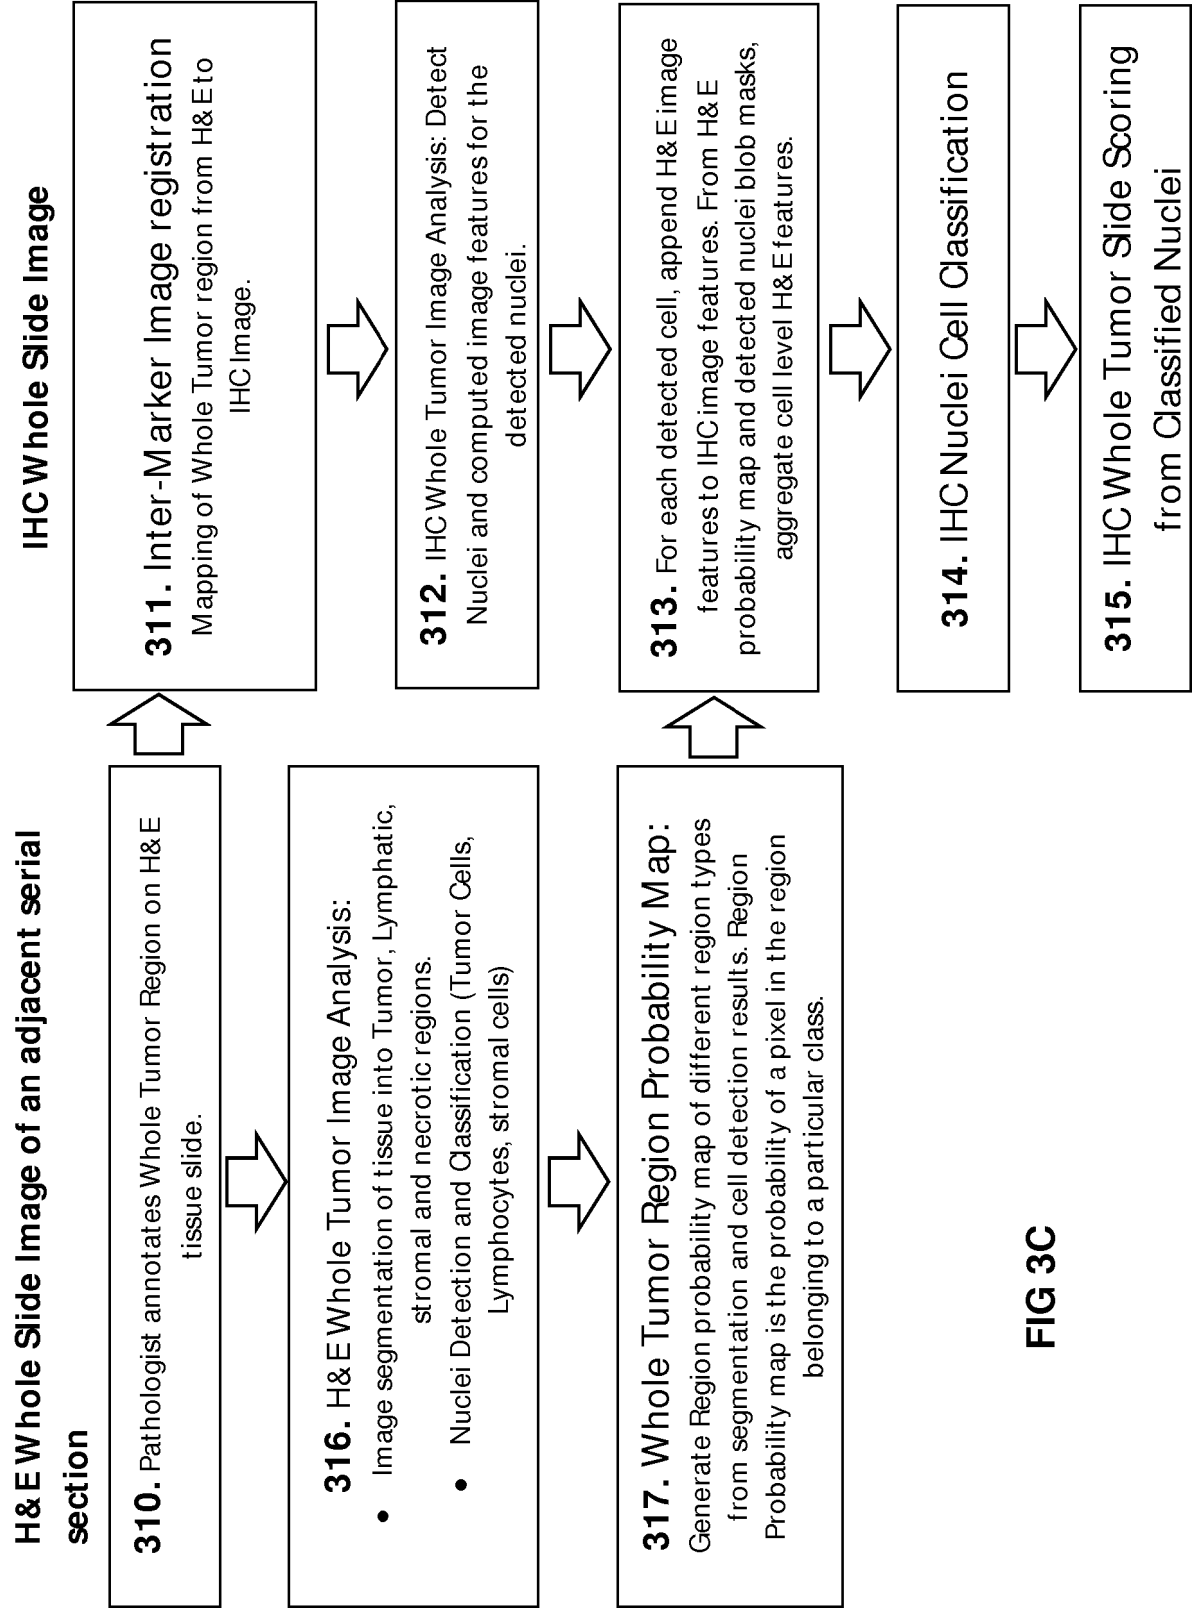 H&E Whole Slide Image of an adjacent serial
section
310. Pathologist annotates Whole Tumor Region on H&E
tissue slide.
316. H&E Whole Tumor Image Analysis:
• Image segmentation of tissue into Tumor, Lymphatic,
stromal and necrotic regions.
• Nuclei Detection and Classification (Tumor Cells,
Lymphocytes, stromal cells)
317. Whole Tumor Region Probability Map:
Generate Region probability map of different region types
from segmentation and cell detection results. Region
Probability map is the probability of a pixel in the region
belonging to a particular class.
IHC Whole Slide Image
311. Inter-Marker Image registration
Mapping of Whole Tumor region from H&E to
IHC Image.
312. IHC Whole Tumor Image Analysis: Detect
Nuclei and computed image features for the
detected nuclei.
313. For each detected cell, append H&E image
features to IHC image features. From H&E
probability map and detected nuclei blob masks,
aggregate cell level H&E features.
314. IHC Nuclei Cell Classification
315. IHC Whole Tumor Slide Scoring
from Classified Nuclei
FIG 3C